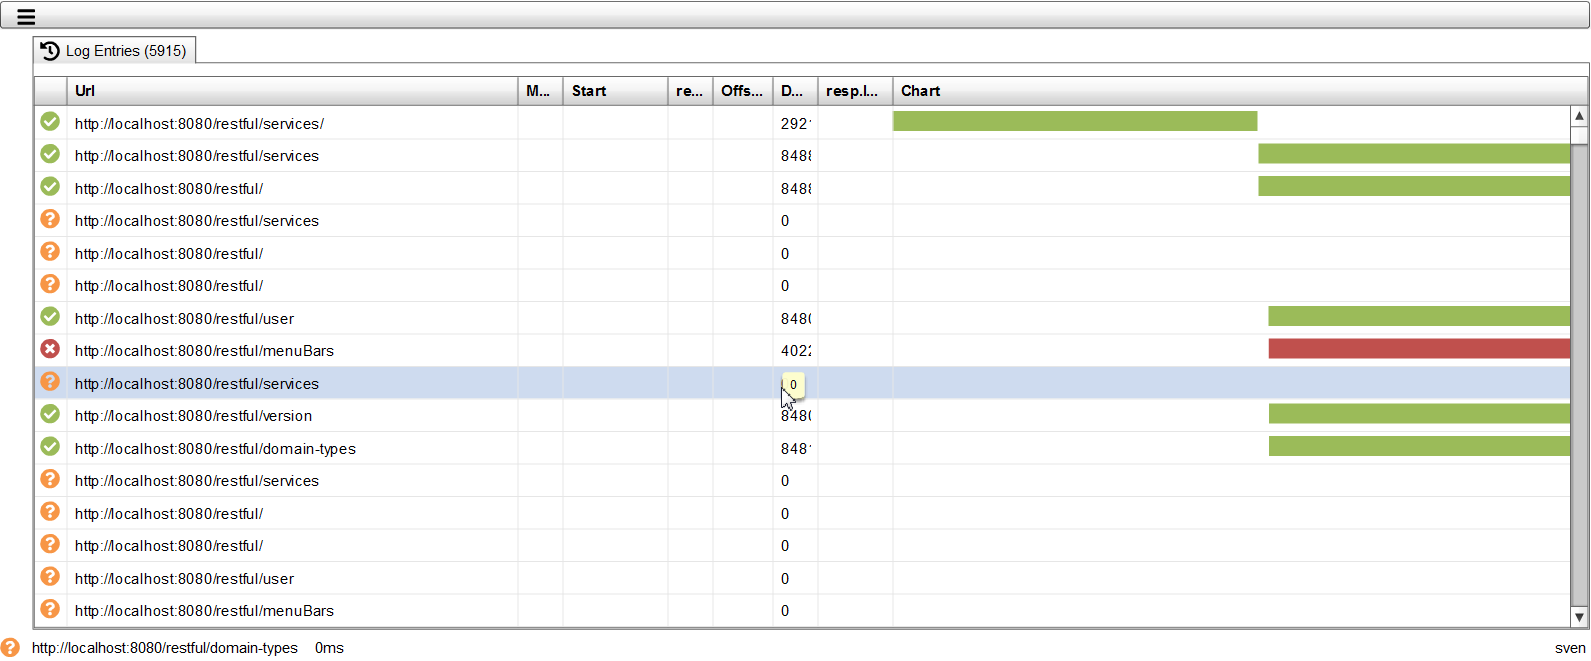 Log Entries (5915)
Url M... Start re... Offs... D... resp.l... Chart
http://localhost:8080/restful/services/ 292
http://localhost:8080/restful/services 848
http://localhost:8080/restful/ 848
http://localhost:8080/restful/services 0
http://localhost:8080/restful/ 0
http://localhost:8080/restful/ 0
http://localhost:8080/restful/user 848
http://localhost:8080/restful/menuBars 402
http://localhost:8080/restful/services 0
http://localhost:8080/restful/version 848
http://localhost:8080/restful/domain-types 848
http://localhost:8080/restful/services 0
http://localhost:8080/restful/ 0
http://localhost:8080/restful/ 0
http://localhost:8080/restful/user 0
http://localhost:8080/restful/menuBars 0
http://localhost:8080/restful/domain-types 0ms sven